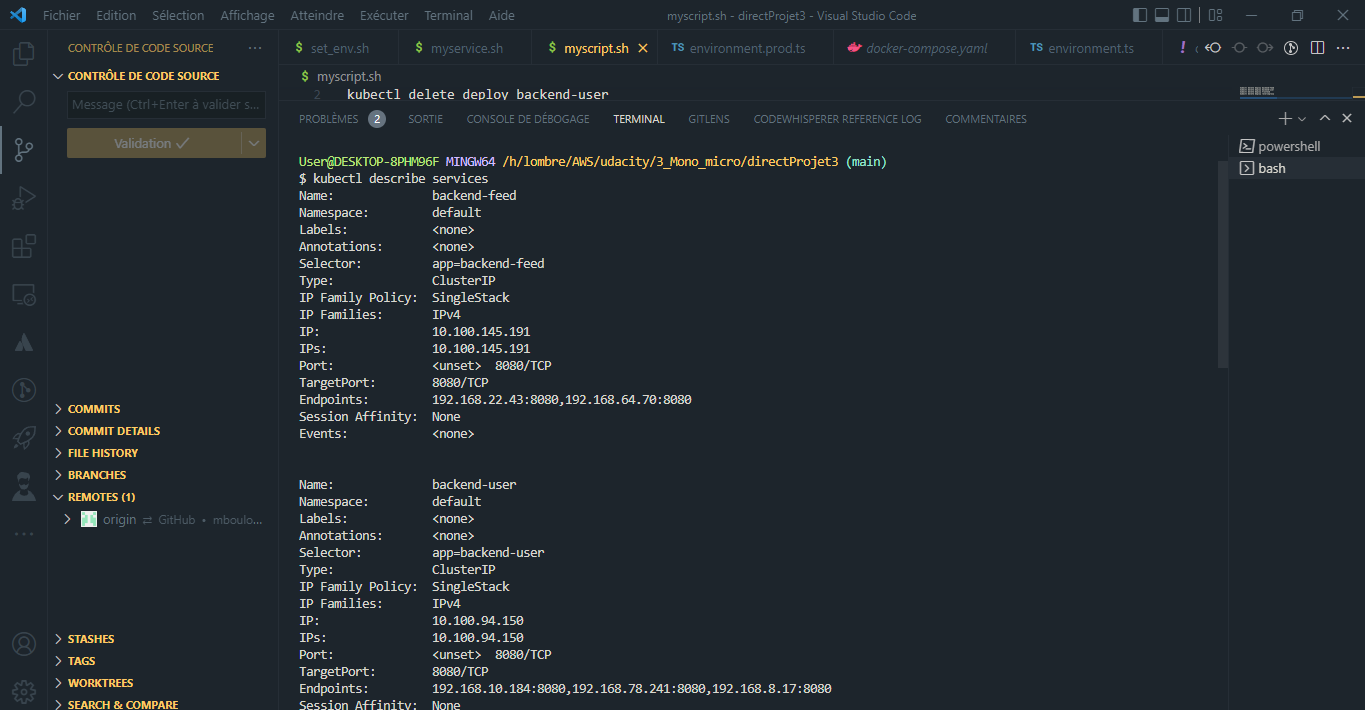 Fichier Edition Sélection Affichage Atteindre Exécuter Terminal Aide
myscript.sh - directProjet3 - Visual Studio Code
CONTRÔLE DE CODE SOURCE
CONTRÔLE DE CODE SOURCE
Message (Ctrl+Enter à valider s...
Validation
COMMITS
COMMIT DETAILS
FILE HISTORY
BRANCHES
REMOTES (1)
origin ⇄ GitHub • mboulo...
STASHES
TAGS
WORKTREES
SEARCH & COMPARE
$ set_env.sh
$ myservice.sh
$ myscript.sh
TS environment.prod.ts
docker-compose.yaml
TS environment.ts
$ myscript.sh
2 kubectl delete deploy backend-user
PROBLÈMES 2 SORTIE CONSOLE DE DÉBOGAGE TERMINAL GITLENS CODEWHISPERER REFERENCE LOG COMMENTAIRES
User@DESKTOP-8PHM96F MINGW64 /h/lombre/AWS/udacity/3_Mono_micro/directProjet3 (main)
$ kubectl describe services
Name: backend-feed
Namespace: default
Labels: <none>
Annotations: <none>
Selector: app=backend-feed
Type: ClusterIP
IP Family Policy: SingleStack
IP Families: IPv4
IP: 10.100.145.191
IPs: 10.100.145.191
Port: <unset> 8080/TCP
TargetPort: 8080/TCP
Endpoints: 192.168.22.43:8080,192.168.64.70:8080
Session Affinity: None
Events: <none>
Name: backend-user
Namespace: default
Labels: <none>
Annotations: <none>
Selector: app=backend-user
Type: ClusterIP
IP Family Policy: SingleStack
IP Families: IPv4
IP: 10.100.94.150
IPs: 10.100.94.150
Port: <unset> 8080/TCP
TargetPort: 8080/TCP
Endpoints: 192.168.10.184:8080,192.168.78.241:8080,192.168.8.17:8080
Session Affinity: None
powershell
bash